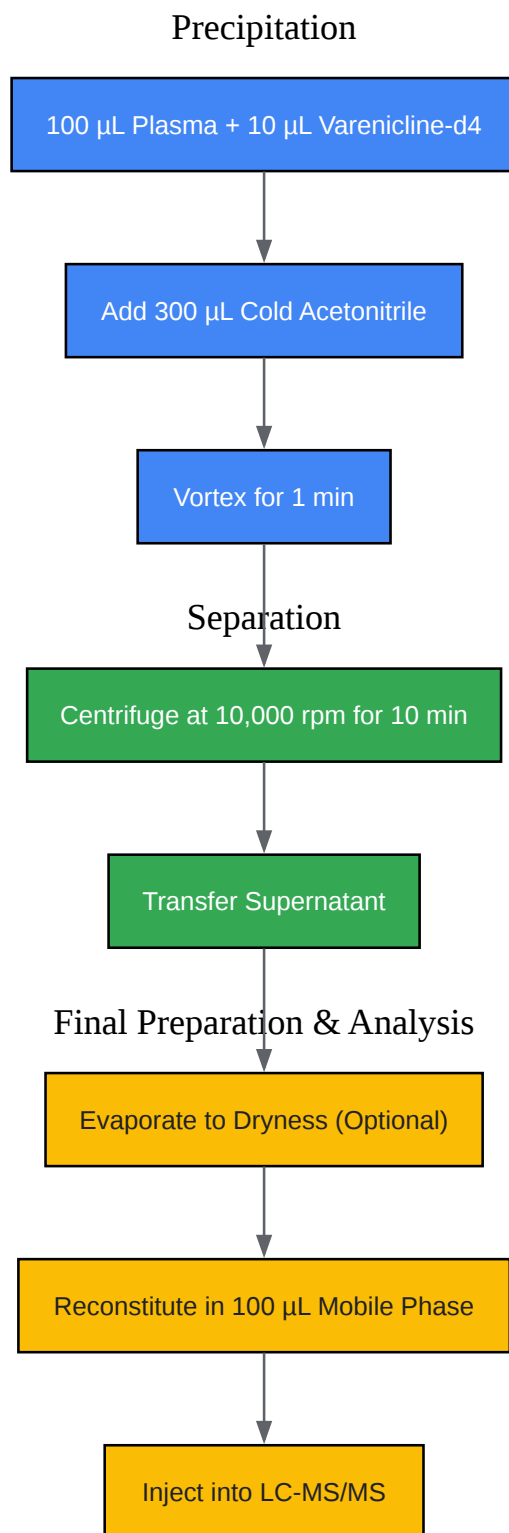 Precipitation
100 µL Plasma + 10 µL Varenicline-d4
Add 300 µL Cold Acetonitrile
Vortex for 1 min
Separation
Centrifuge at 10,000 rpm for 10 min
Transfer Supernatant
Final Preparation & Analysis
Evaporate to Dryness (Optional)
Reconstitute in 100 µL Mobile Phase
Inject into LC-MS/MS